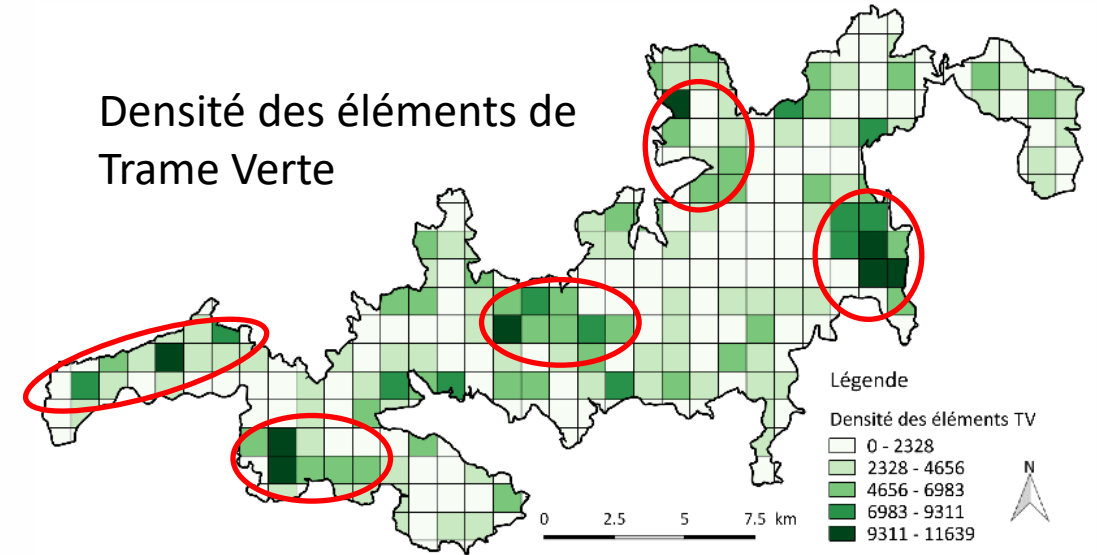 Densité des éléments de
Trame Verte
Légende
Densité des éléments TV
0 - 2328
2328 - 4656
4656 - 6983
6983 - 9311
9311 - 11639
N
0 2.5 5 7.5 km